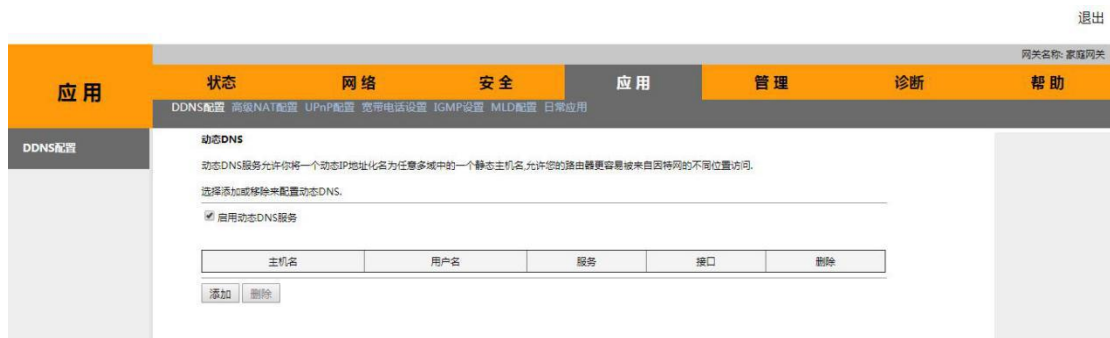 退出
网关名称: 家庭网关
应用
状态 网络 安全 应用 管理 诊断 帮助
DDNS配置 高级NAT配置 UPnP配置 宽带电话设置 IGMP设置 MLD配置 日常应用
DDNS配置
动态DNS
动态DNS服务允许你将一个动态IP地址化名为任意多域中的一个静态主机名,允许您的路由器更容易被来自因特网的不同位置访问.
选择添加或移除来配置动态DNS.
启用动态DNS服务
主机名 用户名 服务 接口 删除
添加 删除